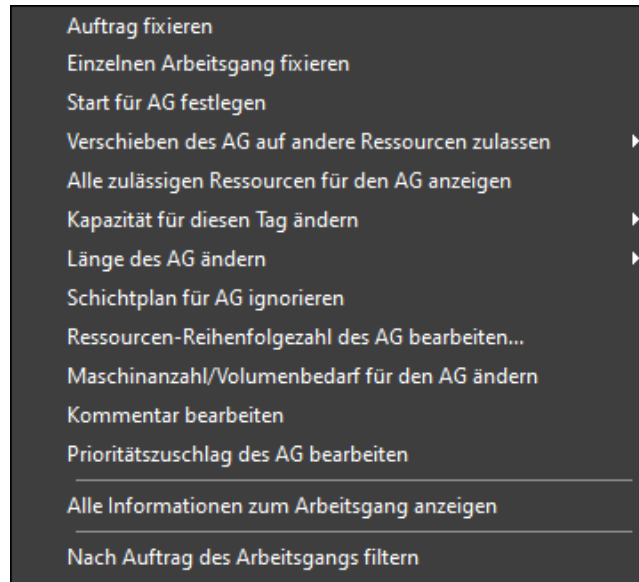 Auftrag fixieren
Einzelnen Arbeitsgang fixieren
Start für AG festlegen
Verschieben des AG auf andere Ressourcen zulassen
Alle zulässigen Ressourcen für den AG anzeigen
Kapazität für diesen Tag ändern
Länge des AG ändern
Schichtplan für AG ignorieren
Ressourcen-Reihenfolgezahl des AG bearbeiten...
Maschinanzahl/Volumenbedarf für den AG ändern
Kommentar bearbeiten
Prioritätszuschlag des AG bearbeiten
Alle Informationen zum Arbeitsgang anzeigen
Nach Auftrag des Arbeitsgangs filtern